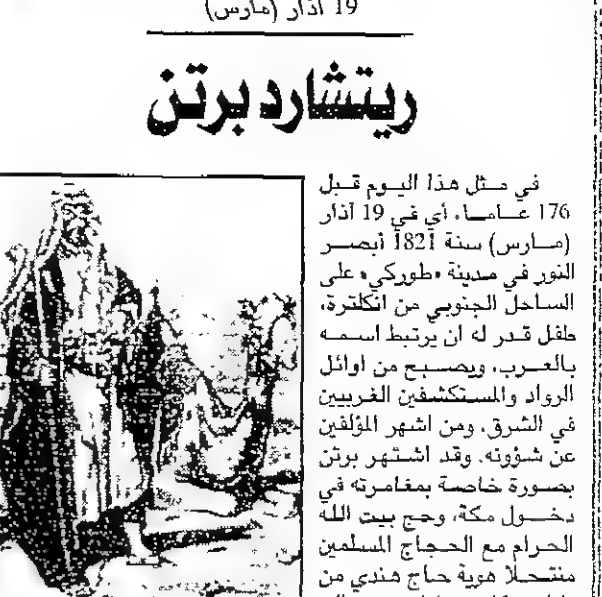 19 آذار (مارس)
ريتشارد برتن
في مثل هذا اليوم قبل
176 عاما، أي في 19 آذار
(مارس) سنة 1821 أبصر
النور في مدينة «طوركي» على
الساحل الجنوبي من انكلترة،
طفل قدر له ان يرتبط اسمه
بالعرب، ويصبح من اوائل
الرواد والمستكشفين الغربيين
في الشرق، ومن اشهر المؤلفين
عن شؤونه. وقد اشتهر برتن
بصورة خاصة بمغامرته في
دخول مكة، وحج بيت الله
الحرام مع الحجاج المسلمين
منتحلا هوية حاج هندي من